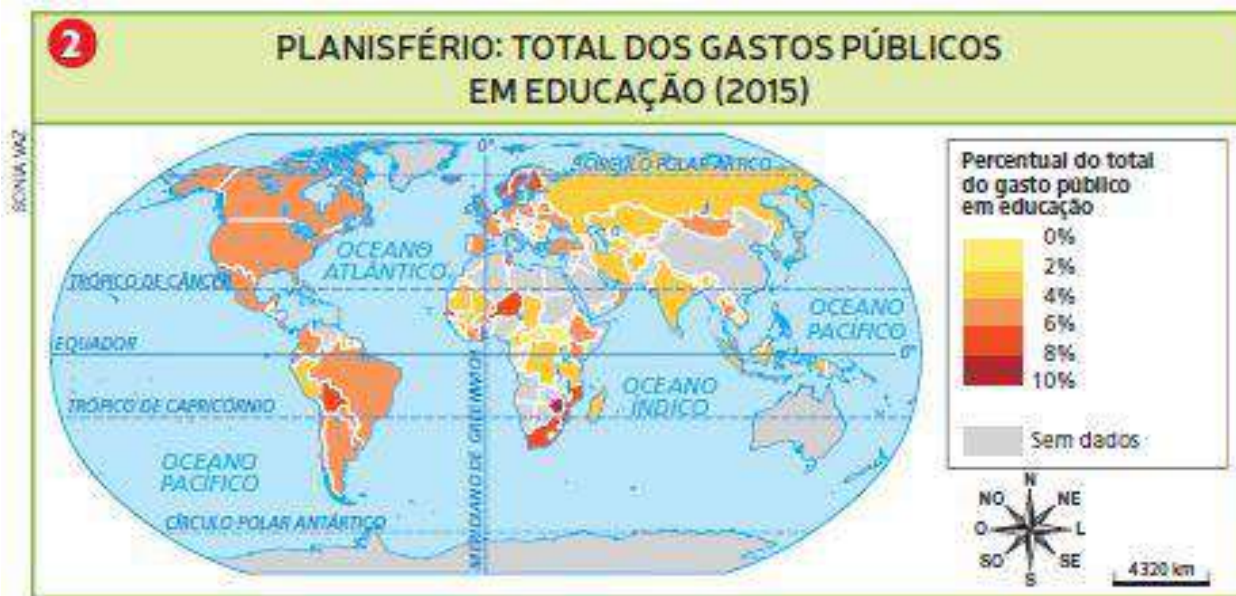 2
PLANISFÉRIO: TOTAL DOS GASTOS PÚBLICOS
EM EDUCAÇÃO (2015)
SONIA VAZ
0°
CÍRCULO POLAR ÁRTICO
OCEANO
ATLÂNTICO
TRÓPICO DE CÂNCER
OCEANO
PACÍFICO
EQUADOR
0°
OCEANO
ÍNDICO
TRÓPICO DE CAPRICÓRNIO
MERIDIANO DE GREENWICH
OCEANO
PACÍFICO
CÍRCULO POLAR ANTÁRTICO
Percentual do total
do gasto público
em educação
0%
2%
4%
6%
8%
10%
Sem dados
N
NO NE
O L
SO SE
S
4320 km